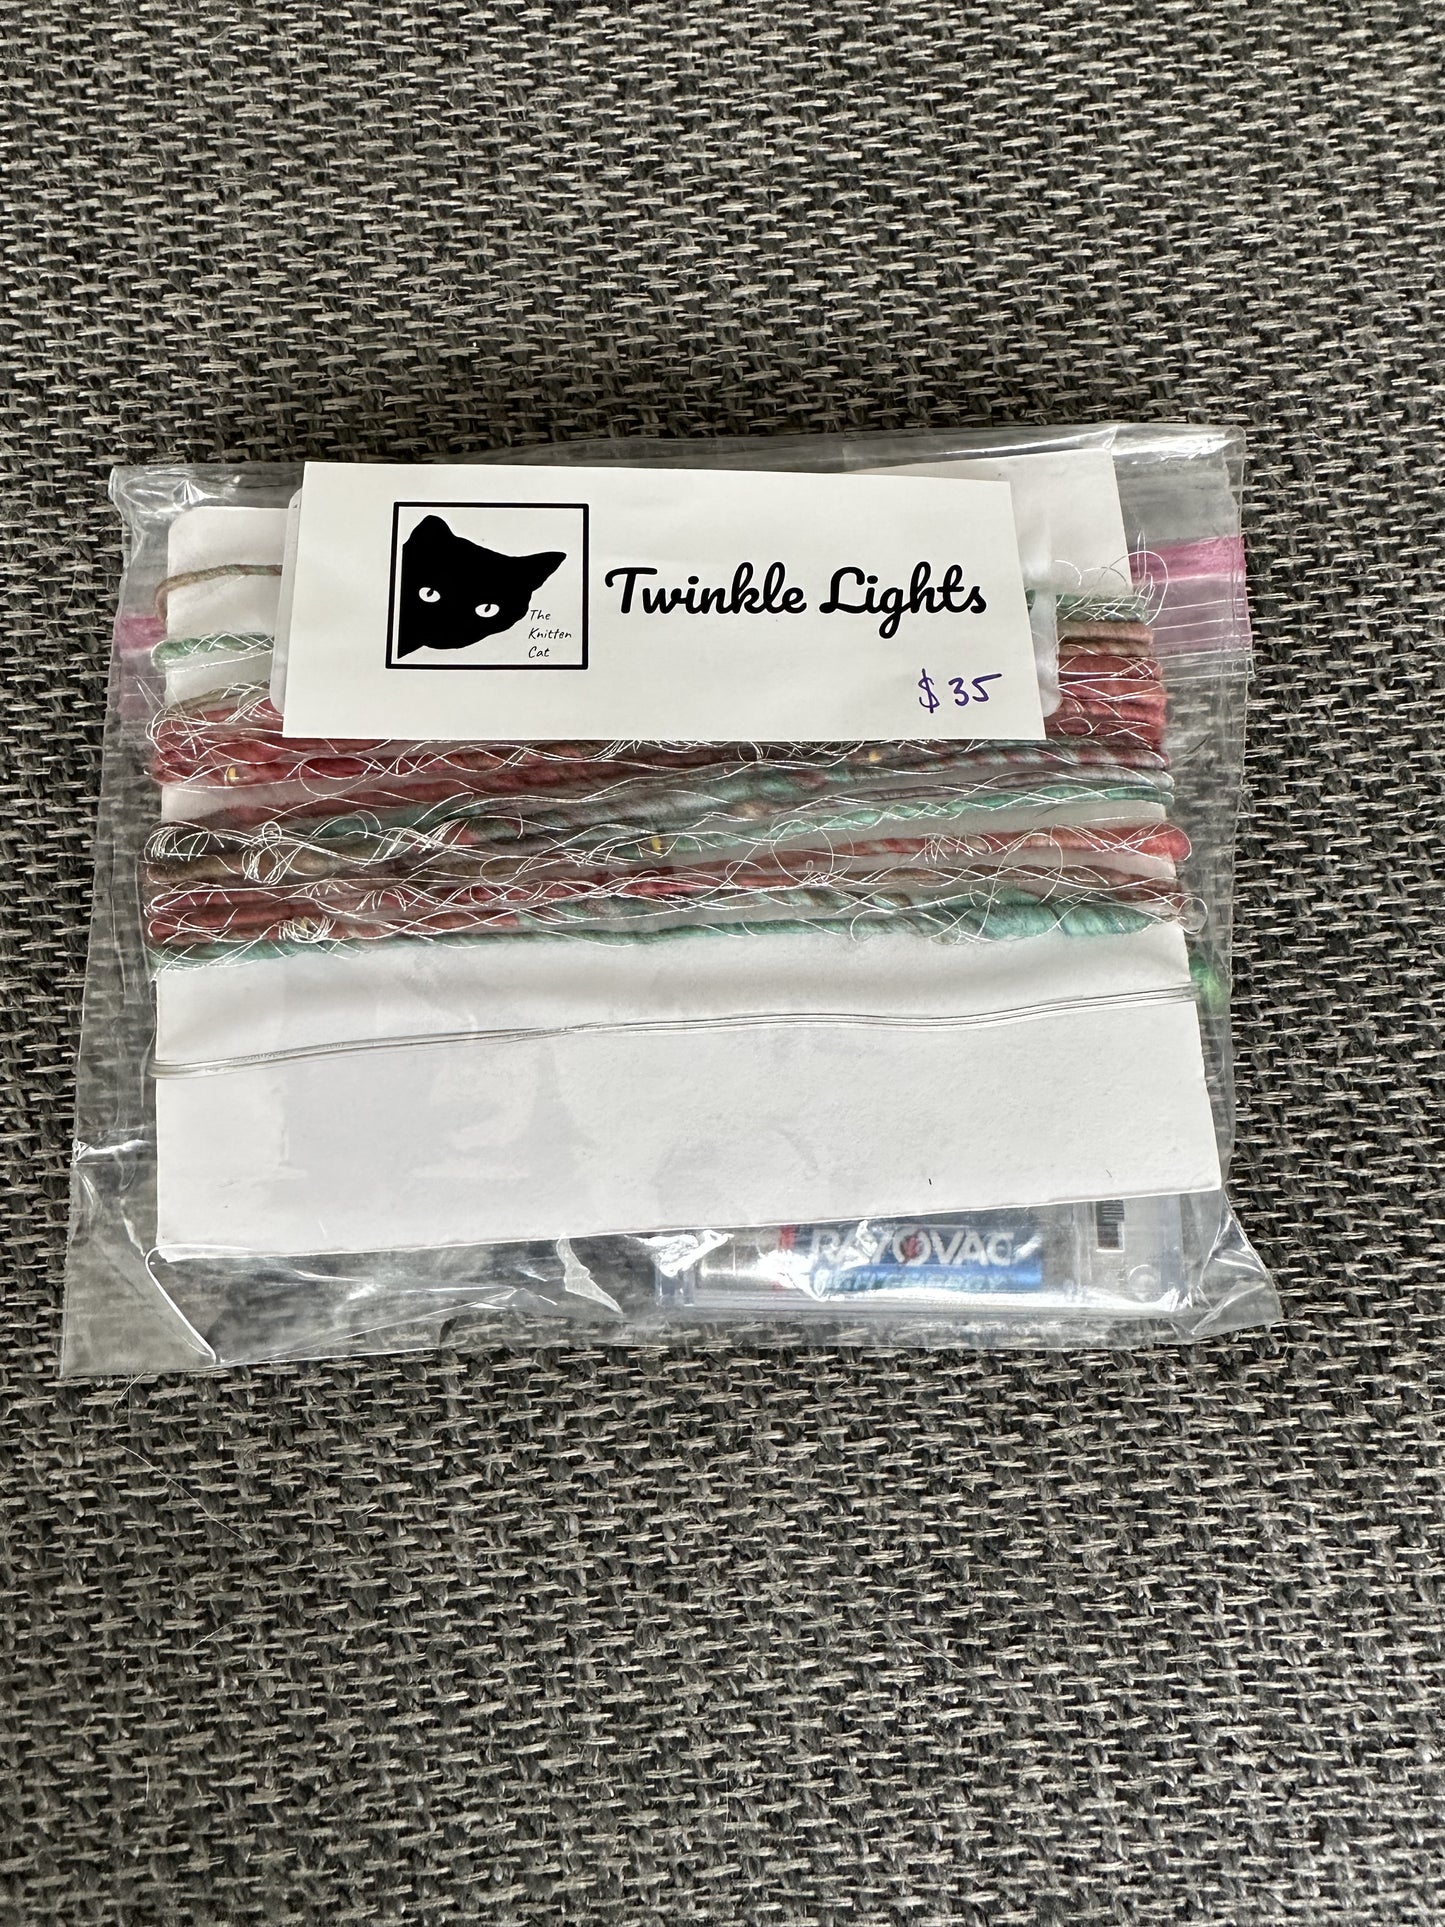 The
Knitten
Cat
Twinkle Lights
$35
RAYOVAC